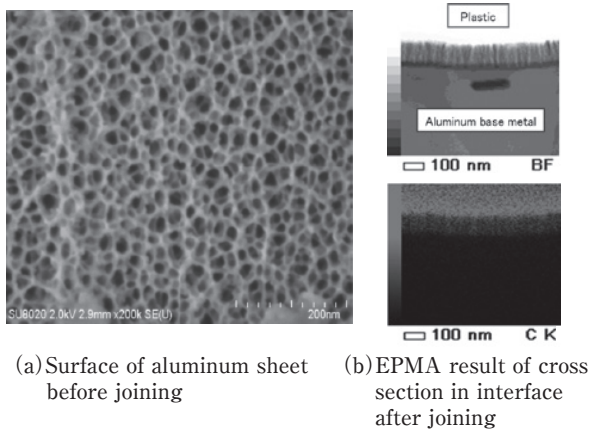 Plastic
Aluminum base metal
100 nm BF
SU8020 2.0kV 2.9mm x200k SE(U) 200nm
100 nm C K
(a) Surface of aluminum sheet
before joining
(b) EPMA result of cross
section in interface
after joining